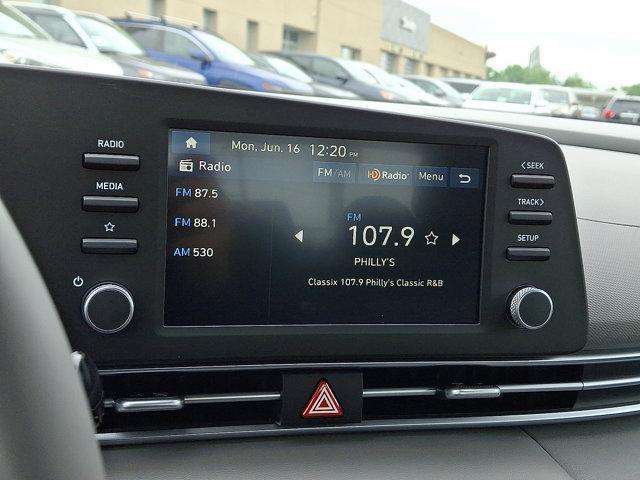 RADIO
MEDIA
Mon, Jun. 16 12:20 PM
Radio
FM/AM
HD Radio
Menu
FM 87.5
FM 88.1
AM 530
FM
107.9
PHILLY'S
Classix 107.9 Philly's Classic R&B
<SEEK
TRACK>
SETUP